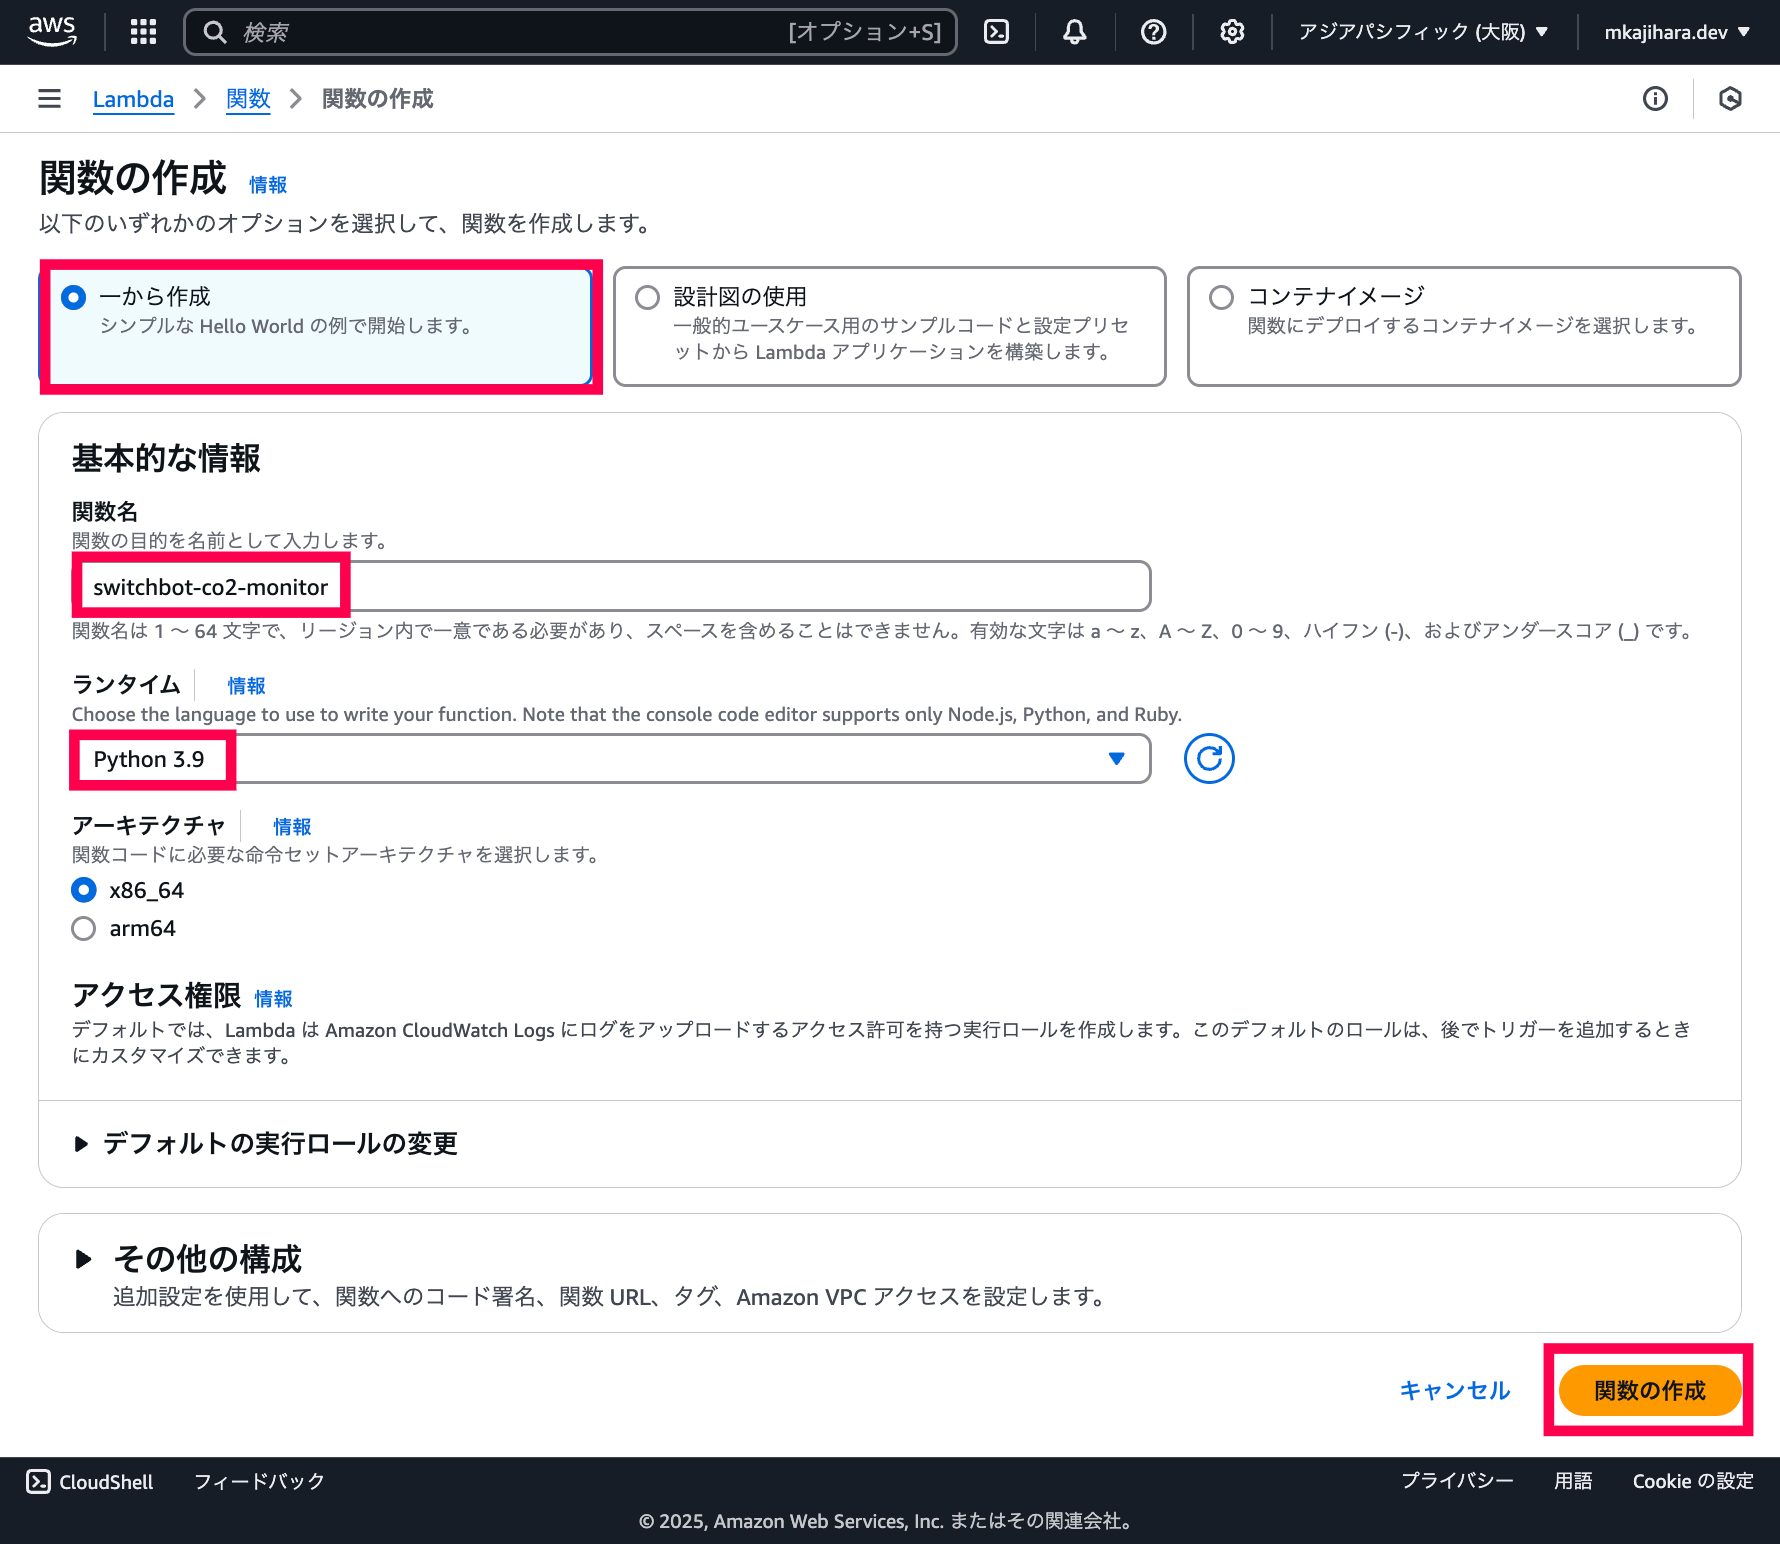 aws
検索
[オプション+S]
アジアパシフィック (大阪)
mkajihara.dev
Lambda
関数
関数の作成
関数の作成
情報
以下のいずれかのオプションを選択して、関数を作成します。
一から作成
シンプルな Hello World の例で開始します。
設計図の使用
一般的ユースケース用のサンプルコードと設定プリセ
ットから Lambda アプリケーションを構築します。
コンテナイメージ
関数にデプロイするコンテナイメージを選択します。
基本的な情報
関数名
関数の目的を名前として入力します。
switchbot-co2-monitor
関数名は 1 ～ 64 文字で、リージョン内で一意である必要があり、スペースを含めることはできません。有効な文字は a ～ z、A ～ Z、0 ～ 9、ハイフン (-)、およびアンダースコア (_) です。
ランタイム
情報
Choose the language to use to write your function. Note that the console code editor supports only Node.js, Python, and Ruby.
Python 3.9
アーキテクチャ
情報
関数コードに必要な命令セットアーキテクチャを選択します。
x86_64
arm64
アクセス権限
情報
デフォルトでは、Lambda は Amazon CloudWatch Logs にログをアップロードするアクセス許可を持つ実行ロールを作成します。このデフォルトのロールは、後でトリガーを追加するとき
にカスタマイズできます。
デフォルトの実行ロールの変更
その他の構成
追加設定を使用して、関数へのコード署名、関数 URL、タグ、Amazon VPC アクセスを設定します。
キャンセル
関数の作成
CloudShell
フィードバック
プライバシー
用語
Cookie の設定
© 2025, Amazon Web Services, Inc. またはその関連会社。